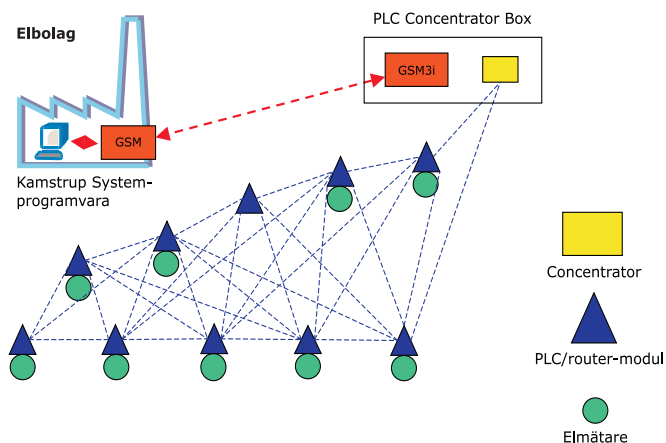 PLC Concentrator Box
Elbolag
GSM3i
GSM
Kamstrup System-
programvara
Concentrator
PLC/router-modul
Elmätare